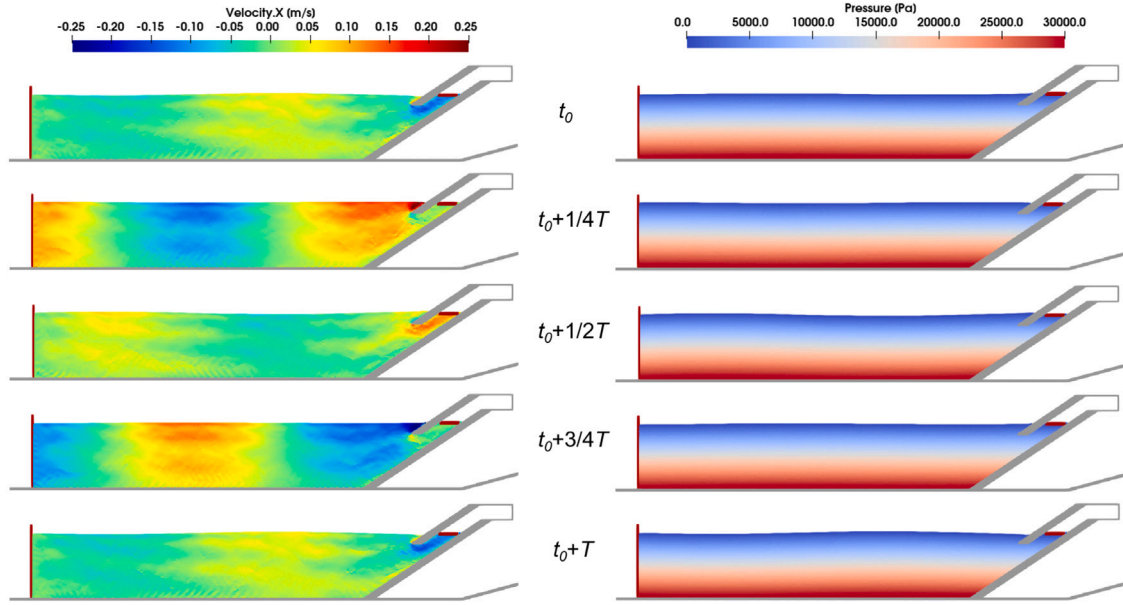 Velocity.X (m/s)
-0.25 -0.20 -0.15 -0.10 -0.05 0.00 0.05 0.10 0.15 0.20 0.25
Pressure (Pa)
0.0 5000.0 10000.0 15000.0 20000.0 25000.0 30000.0
t0
t0+1/4T
t0+1/2T
t0+3/4T
t0+T